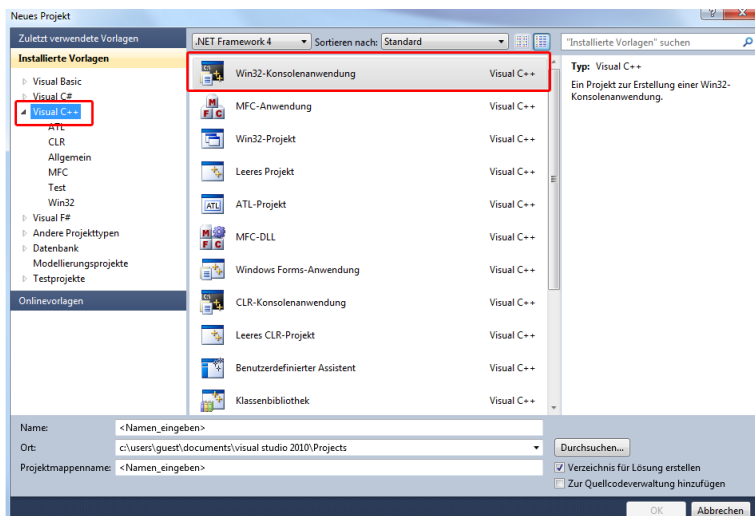 Neues Projekt
Zuletzt verwendete Vorlagen
.NET Framework 4
Sortieren nach:
Standard
"Installierte Vorlagen" suchen
Installierte Vorlagen
Visual Basic
Visual C#
Visual C++
ATL
CLR
Allgemein
MFC
Test
Win32
Visual F#
Andere Projekttypen
Datenbank
Modellierungsprojekte
Testprojekte
Onlinevorlagen
Win32-Konsolenanwendung Visual C++
MFC-Anwendung Visual C++
Win32-Projekt Visual C++
Leeres Projekt Visual C++
ATL-Projekt Visual C++
MFC-DLL Visual C++
Windows Forms-Anwendung Visual C++
CLR-Konsolenanwendung Visual C++
Leeres CLR-Projekt Visual C++
Benutzerdefinierter Assistent Visual C++
Klassenbibliothek Visual C++
Typ: Visual C++
Ein Projekt zur Erstellung einer Win32-
Konsolenanwendung.
Name: <Namen_eingeben>
Ort: c:\users\guest\documents\visual studio 2010\Projects
Durchsuchen...
Projektmappenname: <Namen_eingeben>
Verzeichnis für Lösung erstellen
Zur Quellcodeverwaltung hinzufügen
OK
Abbrechen